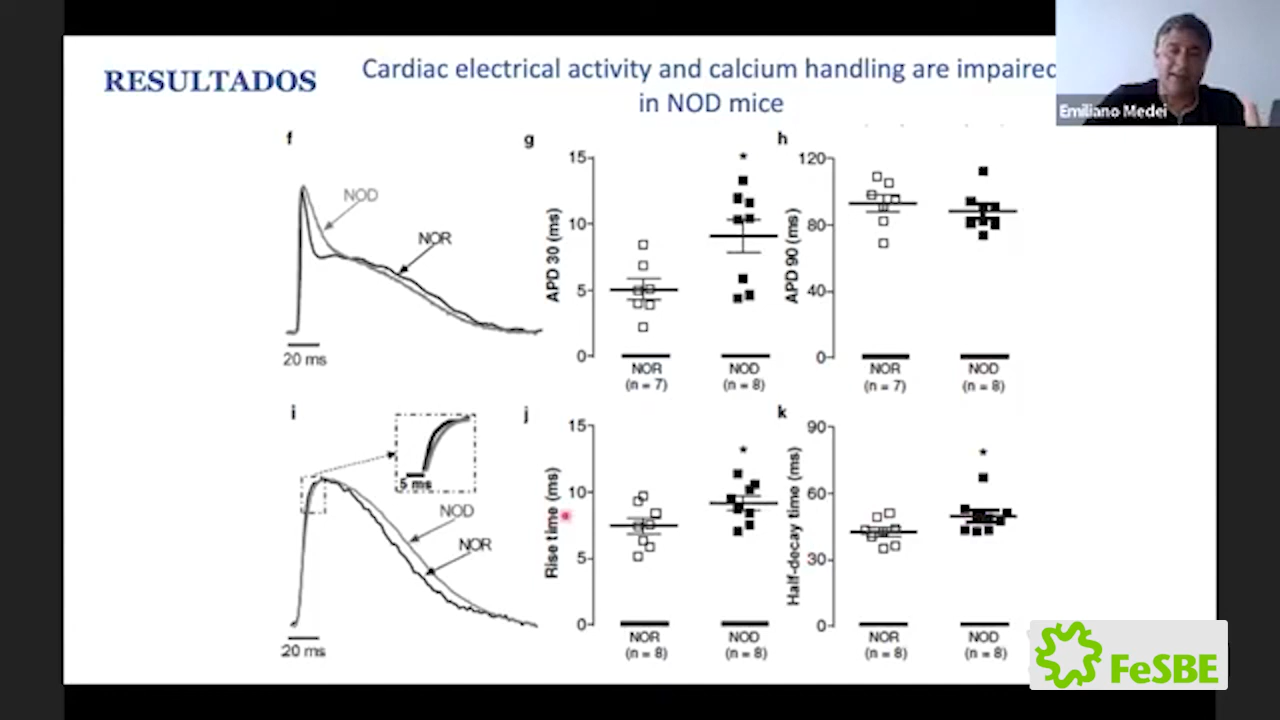 RESULTADOS
Cardiac electrical activity and calcium handling are impaired
in NOD mice
Emiliano Medei
f
NOD
NOR
20 ms
g
15
10
5
0
APD 30 (ms)
*
NOR
(n = 7)
NOD
(n = 8)
h
120
80
40
0
APD 90 (ms)
NOR
(n = 7)
NOD
(n = 8)
i
5 ms
NOD
NOR
20 ms
j
15
10
5
0
Rise time (ms)
*
NOR
(n = 8)
NOD
(n = 8)
k
90
60
30
0
Half-decay time (ms)
*
NOR
(n = 8)
NOD
(n = 8)
FeSBE